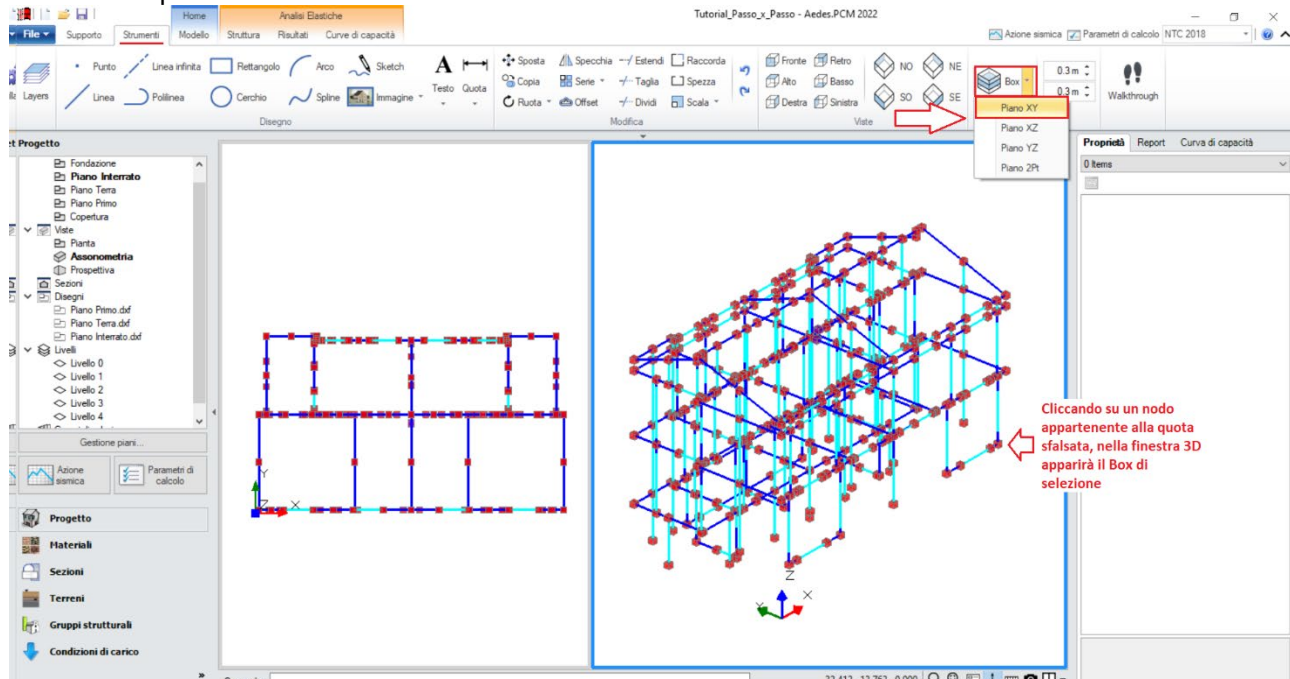 Home Analisi Elastiche Tutorial_Passo_x_Passo - Aedes.PCM 2022
File Supporto Strumenti Modello Struttura Risultati Curve di capacità Azione sismica Parametri di calcolo NTC 2018
Layers
Punto Linea infinita Rettangolo Arco Sketch
Linea Polilinea Cerchio Spline Immagine
Testo Quota
Disegno
Sposta Specchia Estendi Raccorda
Copia Serie Taglia Spezza
Ruota Offset Dividi Scala
Modifica
Fronte Retro NO NE
Alto Basso
Destra Sinistra SO SE
Viste
Box 0.3 m
0.3 m
Walkthrough
Piano XY
Piano XZ
Piano YZ
Piano 2Pt
Progetto
Fondazione
Piano Interrato
Piano Terra
Piano Primo
Copertura
Viste
Pianta
Assonometria
Prospettiva
Sezioni
Disegni
Piano Primo.dxf
Piano Terra.dxf
Piano Interrato.dxf
Livelli
Livello 0
Livello 1
Livello 2
Livello 3
Livello 4
Gestione piani...
Azione sismica
Parametri di calcolo
Progetto
Materiali
Sezioni
Terreni
Gruppi strutturali
Condizioni di carico
Y
Z X
Z
Y X
Cliccando su un nodo
appartenente alla quota
sfalsata, nella finestra 3D
apparirà il Box di
selezione
Proprietà Report Curva di capacità
0 Items